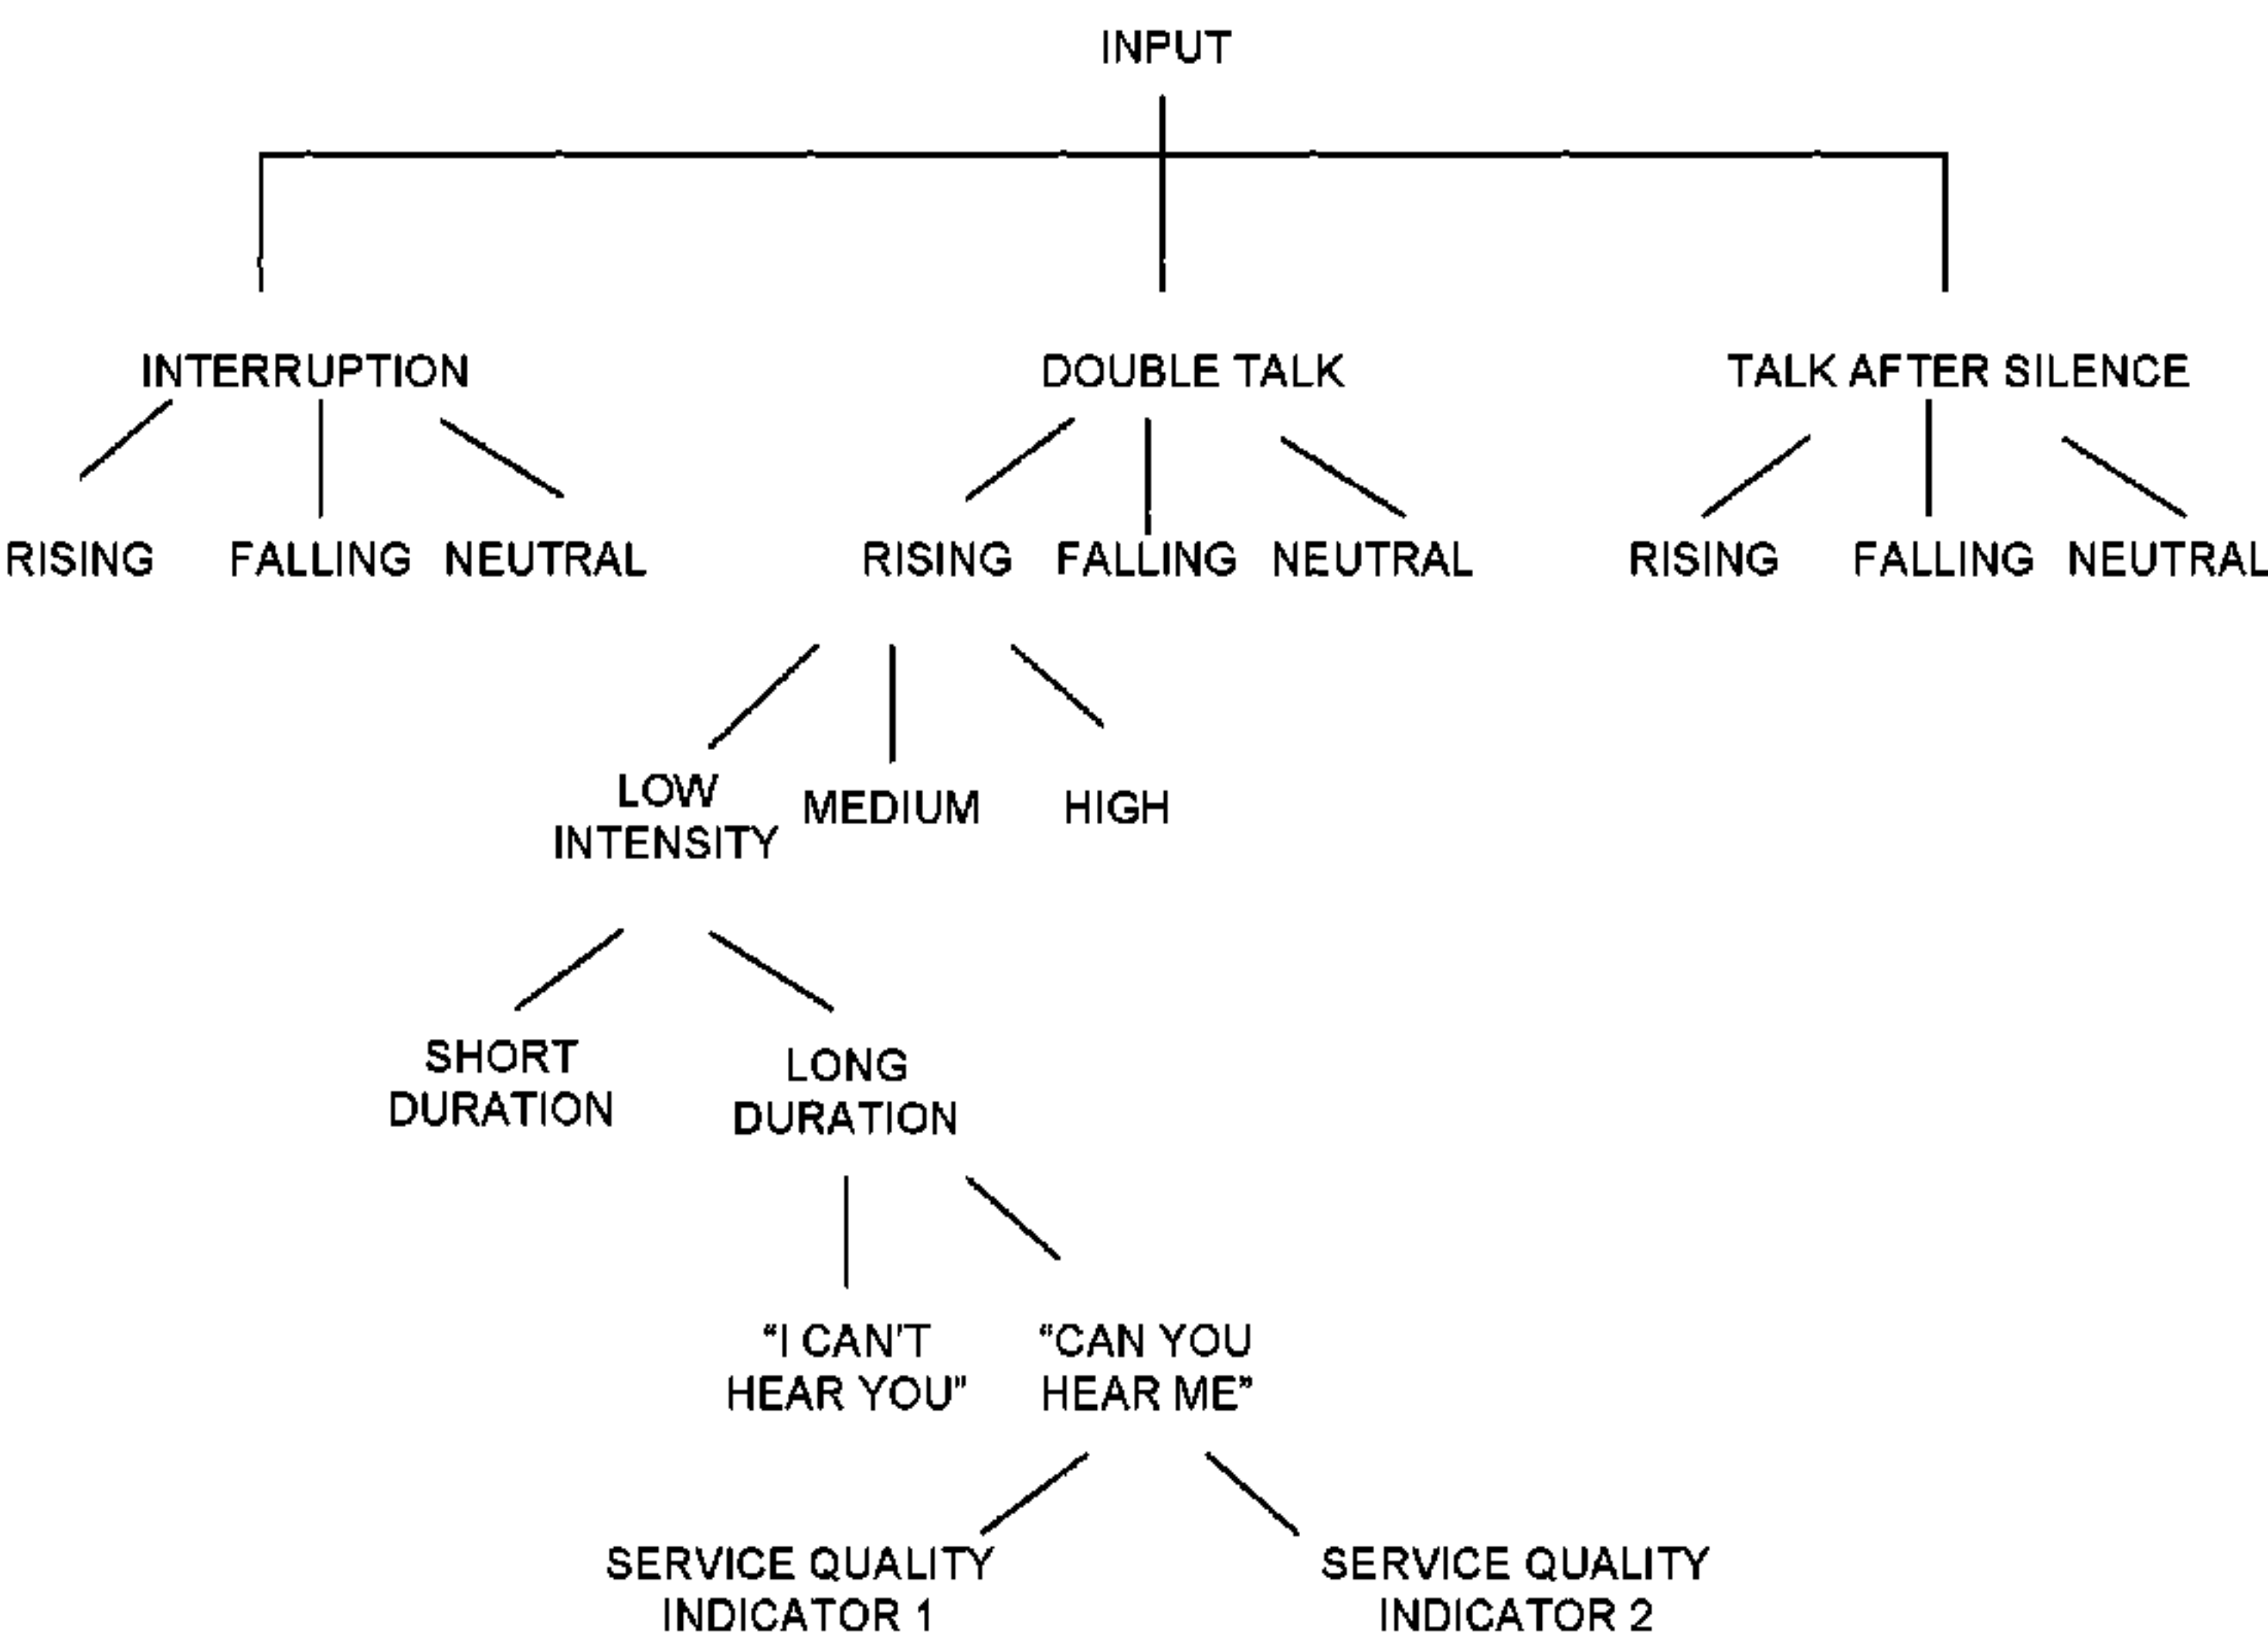 INPUT
INTERRUPTION
DOUBLE TALK
TALK AFTER SILENCE
RISING
FALLING
NEUTRAL
RISING
FALLING
NEUTRAL
RISING
FALLING
NEUTRAL
LOW
INTENSITY
MEDIUM
HIGH
SHORT
DURATION
LONG
DURATION
“I CAN'T
HEAR YOU”
“CAN YOU
HEAR ME”
SERVICE QUALITY
INDICATOR 1
SERVICE QUALITY
INDICATOR 2